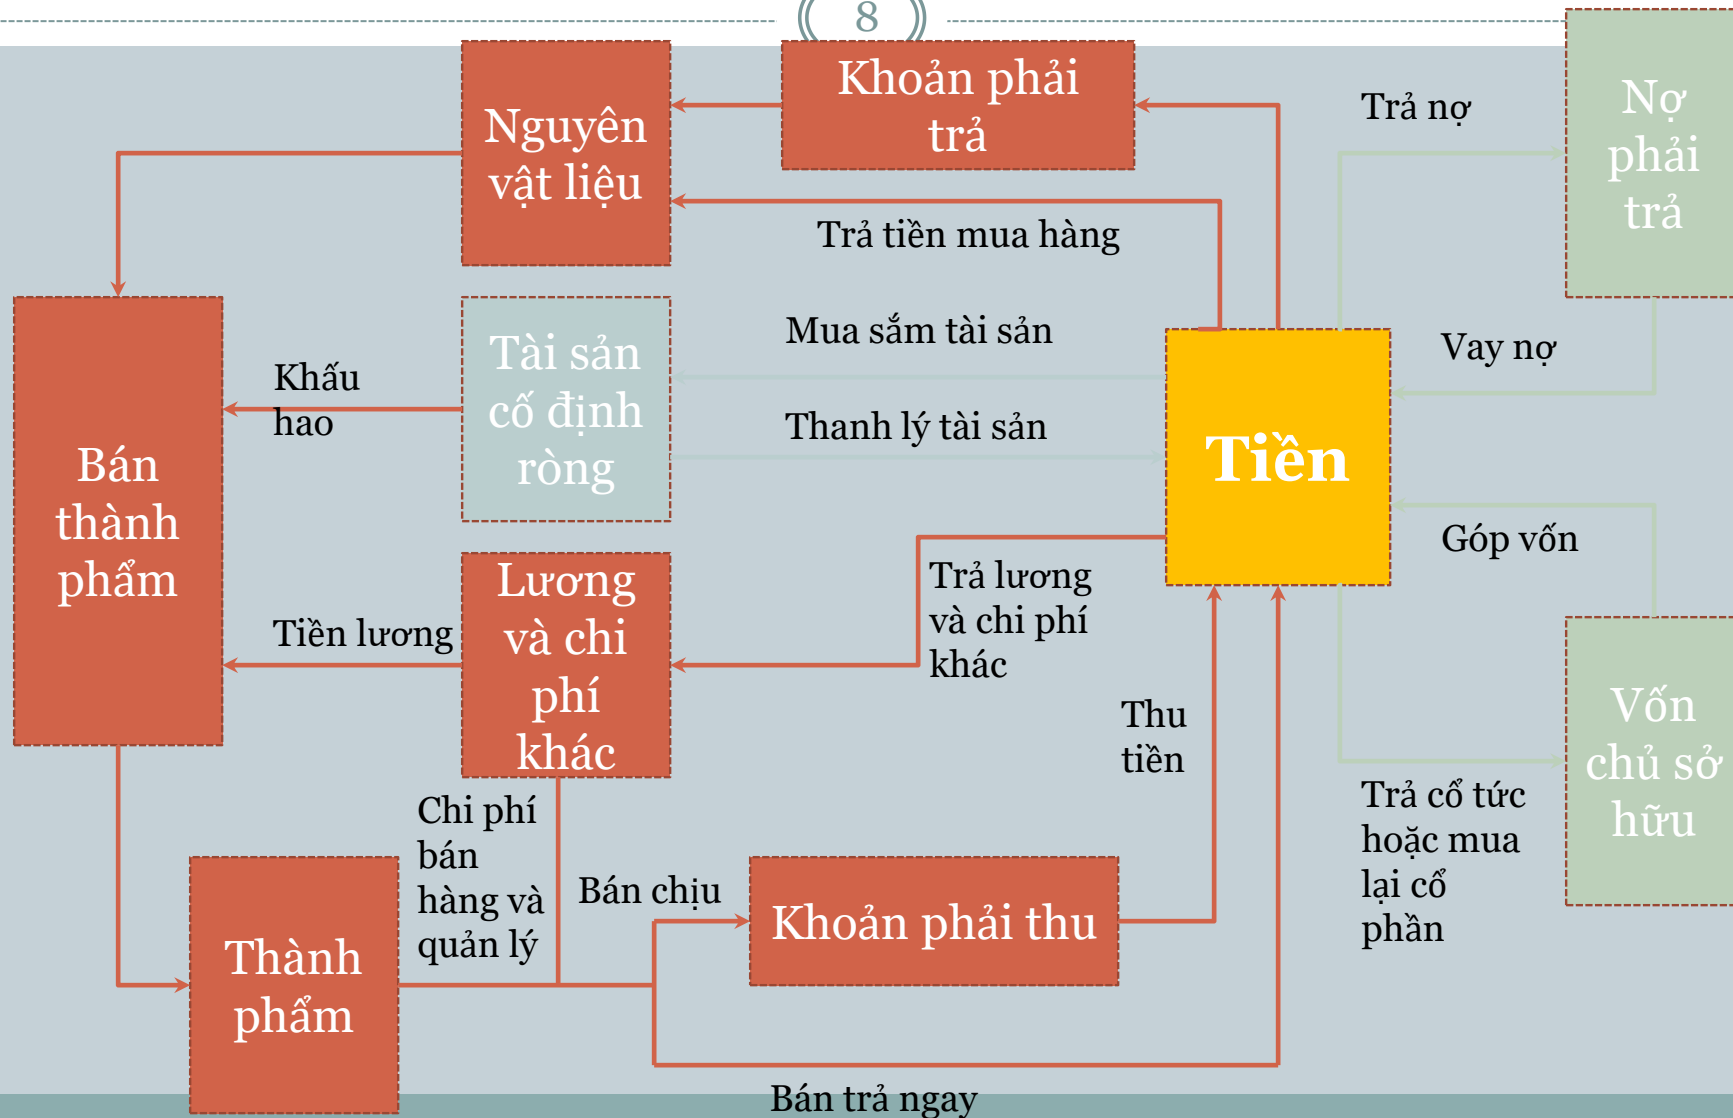 8
Khoản phải
trả
Nguyên
vật liệu
Trả nợ
Nợ
phải
trả
Trả tiền mua hàng
Mua sắm tài sản
Vay nợ
Tài sản
cố định
ròng
Khấu
hao
Thanh lý tài sản
Tiền
Bán
thành
phẩm
Góp vốn
Lương
và chi
phí
khác
Trả lương
và chi phí
khác
Tiền lương
Thu
tiền
Vốn
chủ sở
hữu
Chi phí
bán
hàng và
quản lý
Trả cổ tức
hoặc mua
lại cổ
phần
Bán chịu
Khoản phải thu
Thành
phẩm
Bán trả ngay